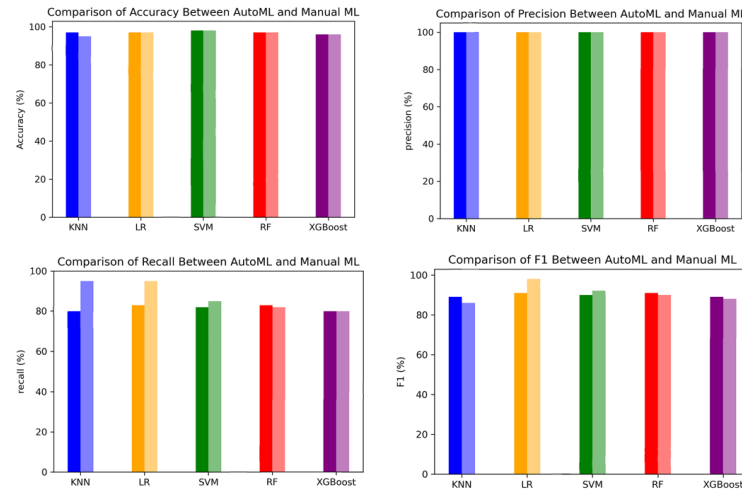 Comparison of Accuracy Between AutoML and Manual ML
Accuracy (%)
100
80
60
40
20
0
KNN LR SVM RF XGBoost
Comparison of Precision Between AutoML and Manual ML
precision (%)
100
80
60
40
20
0
KNN LR SVM RF XGBoost
Comparison of Recall Between AutoML and Manual ML
recall (%)
100
80
60
40
20
0
KNN LR SVM RF XGBoost
Comparison of F1 Between AutoML and Manual ML
F1 (%)
100
80
60
40
20
0
KNN LR SVM RF XGBoost